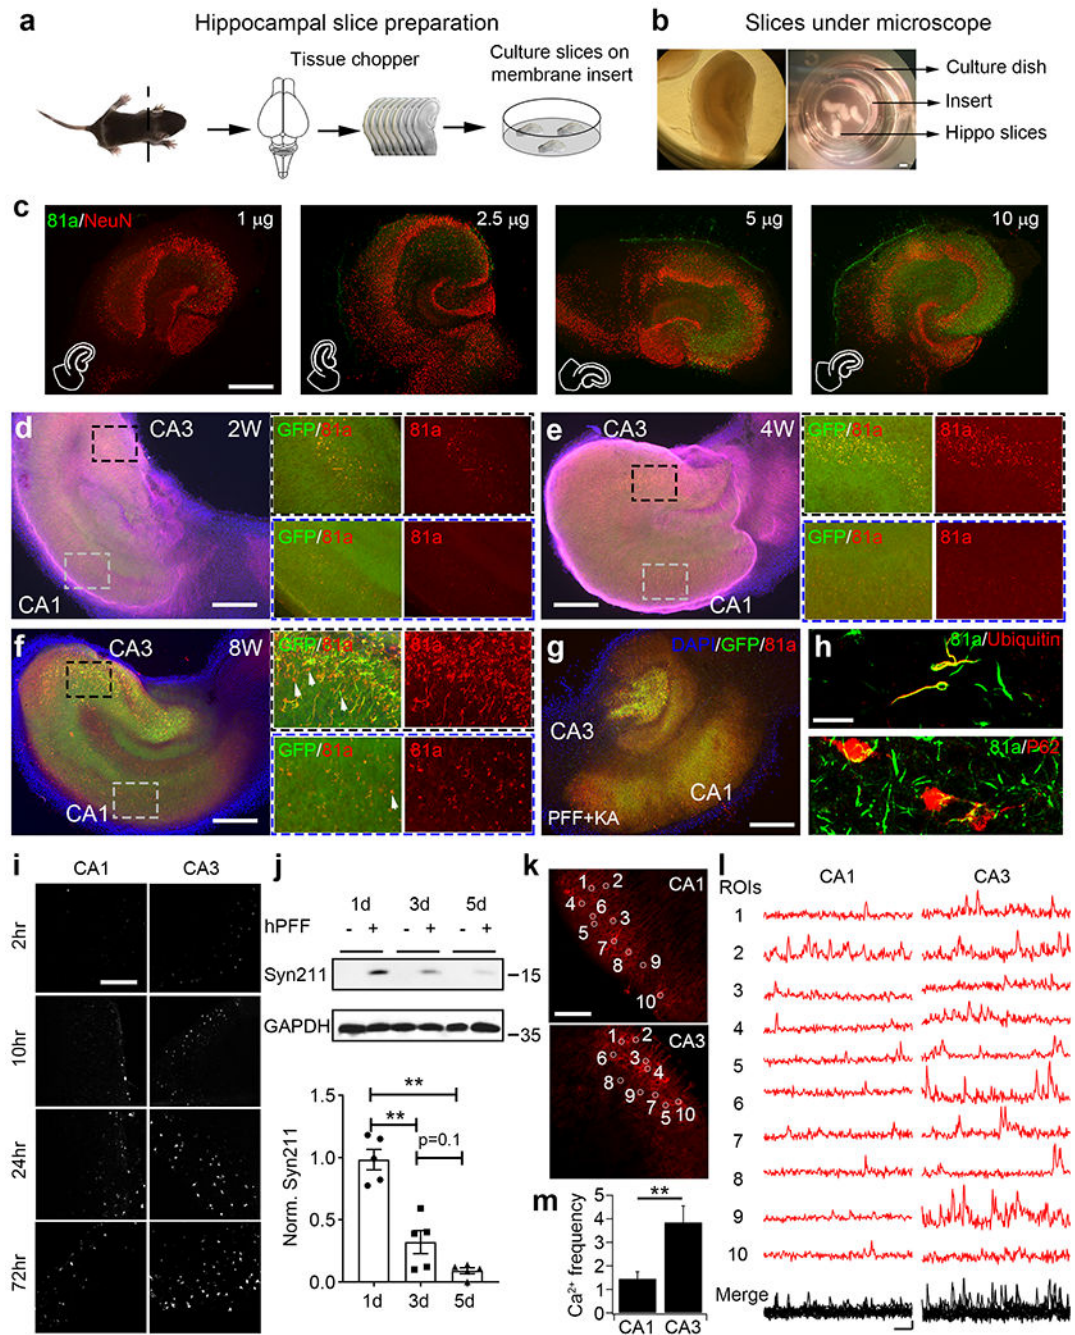 a
Hippocampal slice preparation
Tissue chopper
Culture slices on
membrane insert
b
Slices under microscope
Culture dish
Insert
Hippo slices
c
81a/NeuN
1 µg
2.5 µg
5 µg
10 µg
d
CA3
2W
CA1
GFP/81a
81a
GFP/81a
81a
e
CA3
4W
CA1
GFP/81a
81a
GFP/81a
81a
f
CA3
8W
CA1
GFP/81a
81a
GFP/81a
81a
g
DAPI/GFP/81a
CA3
CA1
PFF+KA
h
81a/Ubiquitin
81a/P62
i
CA1
CA3
2hr
10hr
24hr
72hr
j
1d 3d 5d
hPFF - + - + - +
Syn211
15
GAPDH
35
Norm. Syn211
1.5
1.0
0.5
0.0
**
**
p=0.1
1d 3d 5d
k
CA1
1 2
4 6 3
5
7
8 9
10
CA3
1 2
6 3 4
8
9 7
5 10
l
ROIs
CA1
CA3
1
2
3
4
5
6
7
8
9
10
Merge
m
Ca²⁺ frequency
5
4
3
2
1
0
**
CA1 CA3